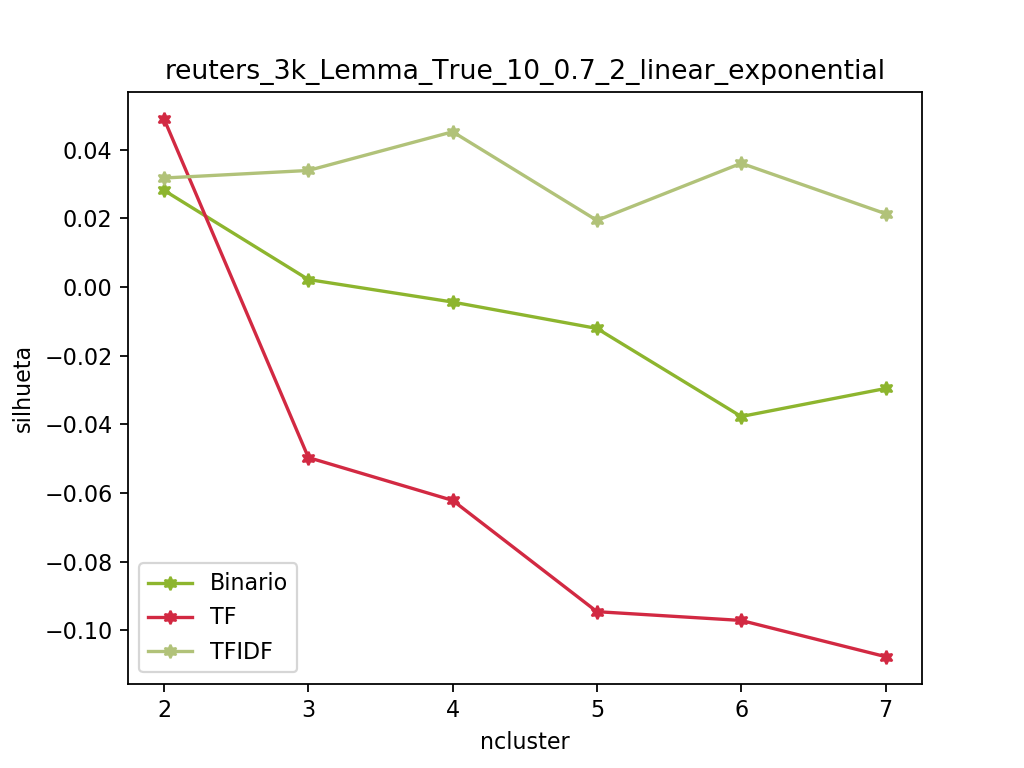 reuters_3k_Lemma_True_10_0.7_2_linear_exponential
silhueta
0.04
0.02
0.00
−0.02
−0.04
−0.06
−0.08
−0.10
Binario
TF
TFIDF
2 3 4 5 6 7
ncluster